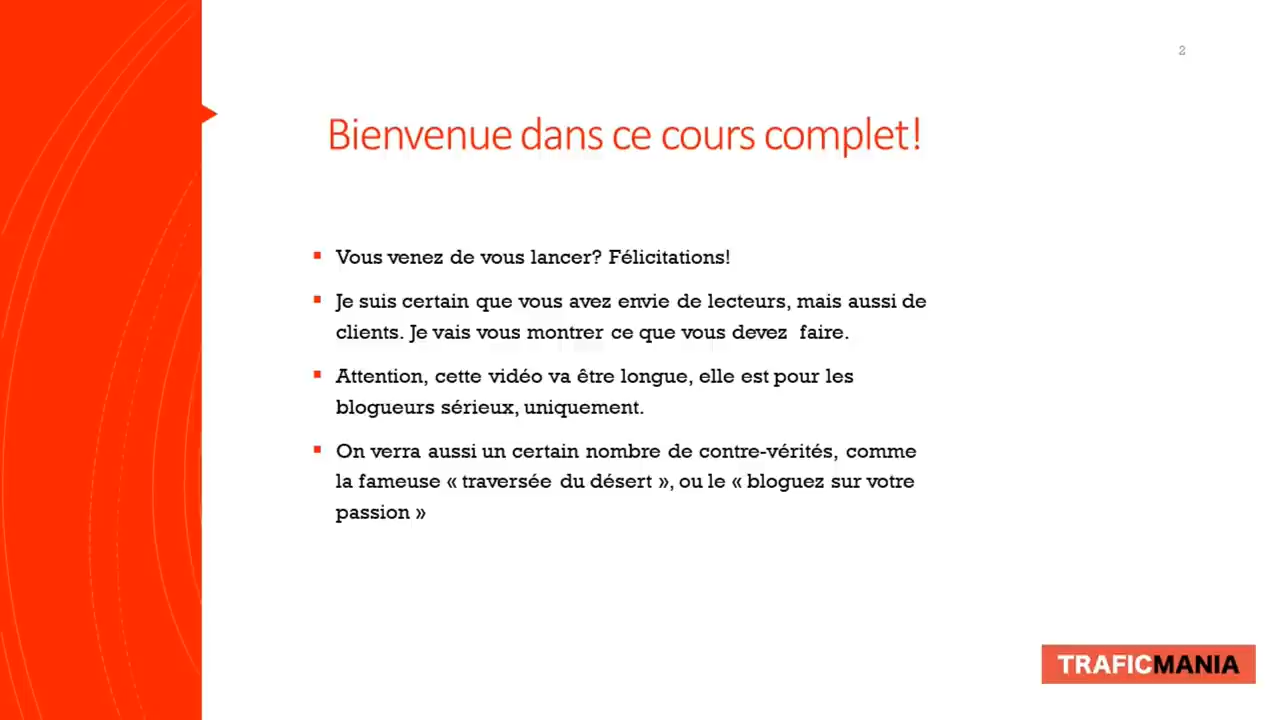 2
Bienvenue dans ce cours complet!
Vous venez de vous lancer? Félicitations!
Je suis certain que vous avez envie de lecteurs, mais aussi de
clients. Je vais vous montrer ce que vous devez faire.
Attention, cette vidéo va être longue, elle est pour les
blogueurs sérieux, uniquement.
On verra aussi un certain nombre de contre-vérités, comme
la fameuse « traversée du désert », ou le « bloguez sur votre
passion »
TRAFICMANIA